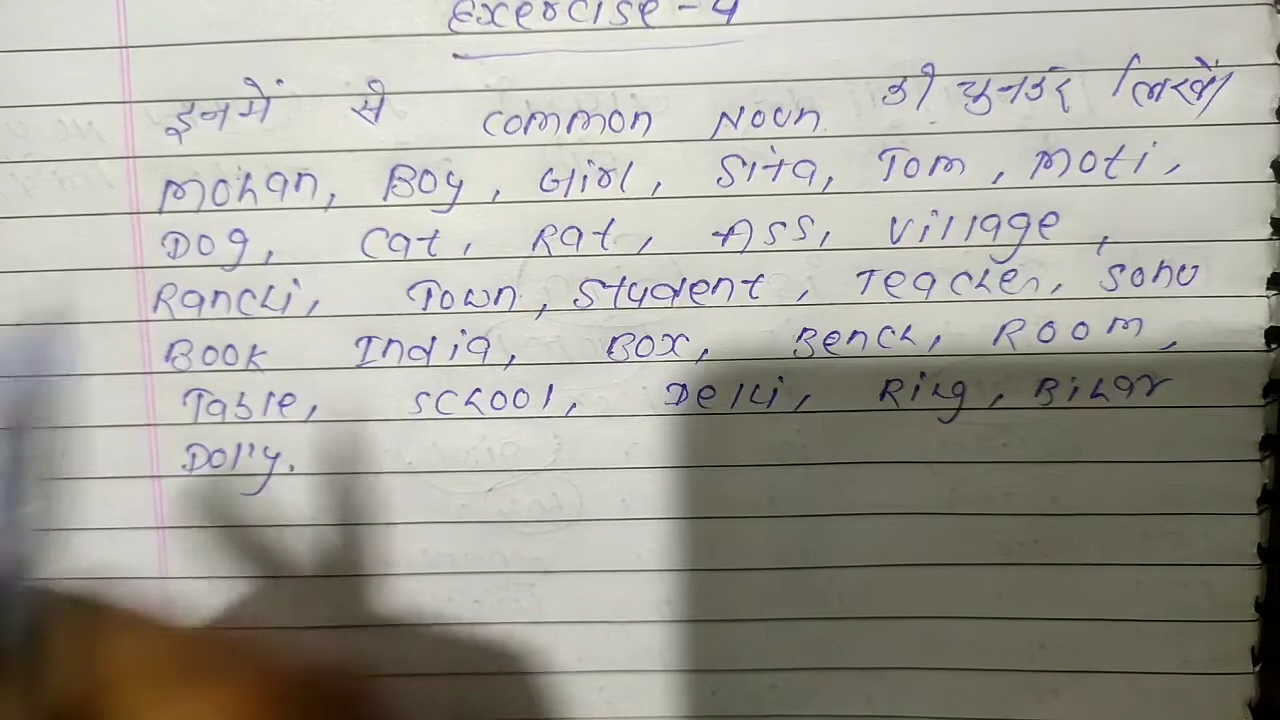 Exercise - 4
इनमें से Common Noun को चुनकर लिखें
Mohan, Boy, Girl, Sita, Tom, Moti,
Dog, Cat, Rat, Ass, Village,
Ranchi, Town, Student, Teacher, Sonu
Book India, Box, Bench, Room,
Table, School, Delhi, Ring, Bihar
Dolly.